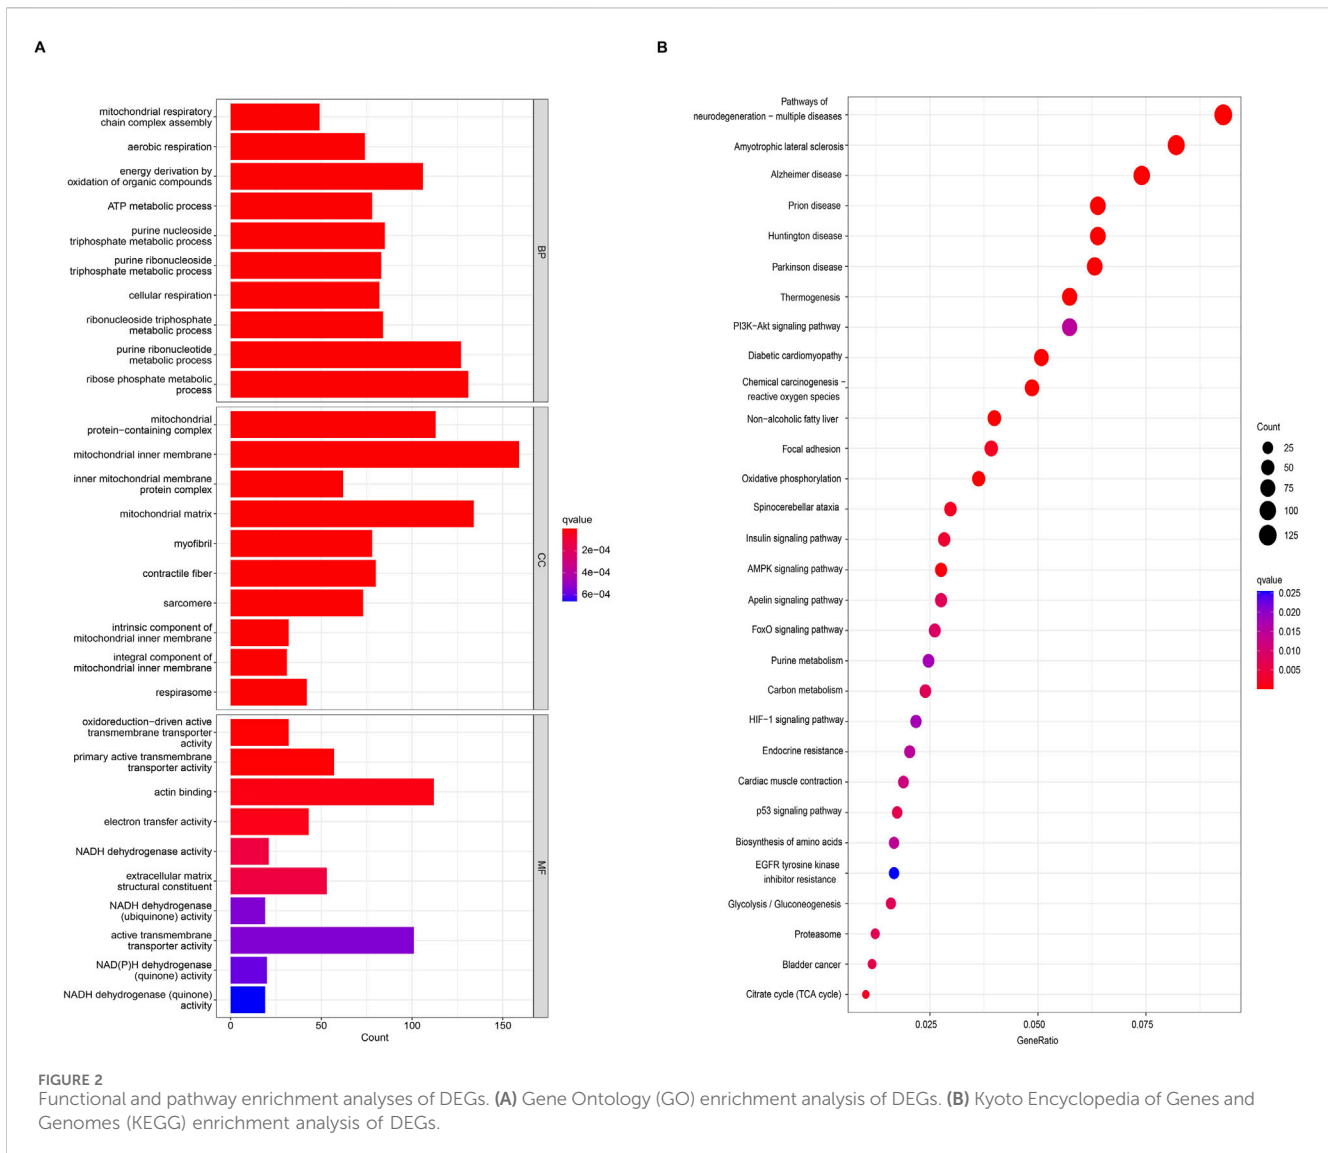 A
mitochondrial respiratory
chain complex assembly
aerobic respiration
energy derivation by
oxidation of organic compounds
ATP metabolic process
purine nucleoside
triphosphate metabolic process
purine ribonucleoside
triphosphate metabolic process
cellular respiration
ribonucleoside triphosphate
metabolic process
purine ribonucleotide
metabolic process
ribose phosphate metabolic
process
BP
mitochondrial
protein−containing complex
mitochondrial inner membrane
inner mitochondrial membrane
protein complex
mitochondrial matrix
myofibril
contractile fiber
sarcomere
intrinsic component of
mitochondrial inner membrane
integral component of
mitochondrial inner membrane
respirasome
CC
oxidoreduction−driven active
transmembrane transporter
activity
primary active transmembrane
transporter activity
actin binding
electron transfer activity
NADH dehydrogenase activity
extracellular matrix
structural constituent
NADH dehydrogenase
(ubiquinone) activity
active transmembrane
transporter activity
NAD(P)H dehydrogenase
(quinone) activity
NADH dehydrogenase (quinone)
activity
MF
0 50 100 150
Count
qvalue
2e−04
4e−04
6e−04
B
Pathways of
neurodegeneration − multiple diseases
Amyotrophic lateral sclerosis
Alzheimer disease
Prion disease
Huntington disease
Parkinson disease
Thermogenesis
PI3K−Akt signaling pathway
Diabetic cardiomyopathy
Chemical carcinogenesis −
reactive oxygen species
Non−alcoholic fatty liver
Focal adhesion
Oxidative phosphorylation
Spinocerebellar ataxia
Insulin signaling pathway
AMPK signaling pathway
Apelin signaling pathway
FoxO signaling pathway
Purine metabolism
Carbon metabolism
HIF−1 signaling pathway
Endocrine resistance
Cardiac muscle contraction
p53 signaling pathway
Biosynthesis of amino acids
EGFR tyrosine kinase
inhibitor resistance
Glycolysis / Gluconeogenesis
Proteasome
Bladder cancer
Citrate cycle (TCA cycle)
0.025 0.050 0.075
GeneRatio
Count
25
50
75
100
125
qvalue
0.025
0.020
0.015
0.010
0.005
FIGURE 2
Functional and pathway enrichment analyses of DEGs. (A) Gene Ontology (GO) enrichment analysis of DEGs. (B) Kyoto Encyclopedia of Genes and
Genomes (KEGG) enrichment analysis of DEGs.